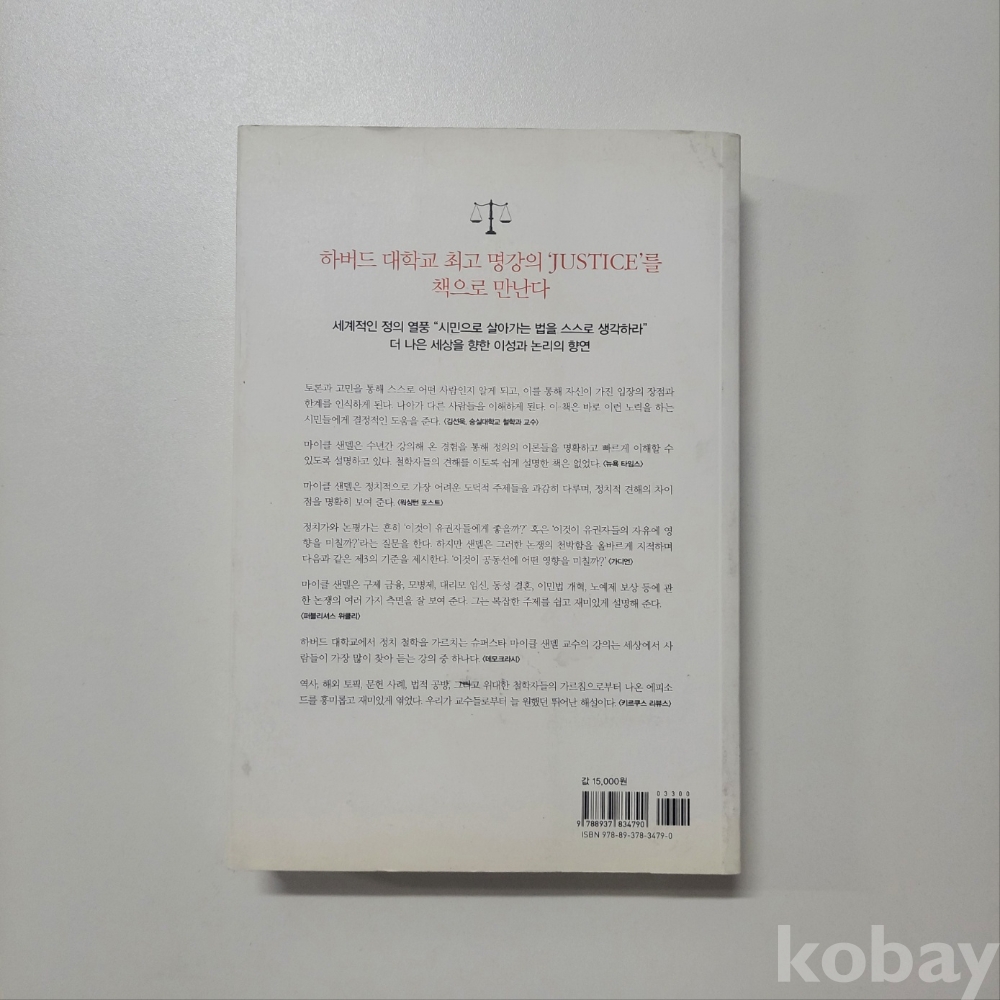 하버드 대학교 최고 명강의 ‘JUSTICE’를
책으로 만난다
세계적인 정의 열풍 “시민으로 살아가는 법을 스스로 생각하라”
더 나은 세상을 향한 이성과 논리의 향연
토론과 고민을 통해 스스로 어떤 사람인지 알게 되고, 이를 통해 자신이 가진 입장의 장점과
한계를 인식하게 된다. 나아가 다른 사람들을 이해하게 된다. 이 책은 바로 이런 노력을 하는
시민들에게 결정적인 도움을 준다. 〈김선욱, 숭실대학교 철학과 교수〉
마이클 샌델은 수년간 강의해 온 경험을 통해 정의의 이론들을 명확하고 빠르게 이해할 수
있도록 설명하고 있다. 철학자들의 견해를 이토록 쉽게 설명한 책은 없었다. 〈뉴욕 타임스〉
마이클 샌델은 정치적으로 가장 어려운 도덕적 주제들을 과감히 다루며, 정치적 견해의 차이
점을 명확히 보여 준다. 〈워싱턴 포스트〉
정치가와 논평가는 흔히 ‘이것이 유권자들에게 좋을까?’ 혹은 ‘이것이 유권자들의 자유에 영
향을 미칠까?’라는 질문을 한다. 하지만 샌델은 그러한 논쟁의 천박함을 올바르게 지적하며
다음과 같은 제3의 기준을 제시한다. ‘이것이 공동선에 어떤 영향을 미칠까?’ 〈가디언〉
마이클 샌델은 구제 금융, 모병제, 대리모 임신, 동성 결혼, 이민법 개혁, 노예제 보상 등에 관
한 논쟁의 여러 가지 측면을 잘 보여 준다. 그는 복잡한 주제를 쉽고 재미있게 설명해 준다.
〈퍼블리셔스 위클리〉
하버드 대학교에서 정치 철학을 가르치는 슈퍼스타 마이클 샌델 교수의 강의는 세상에서 사
람들이 가장 많이 찾아 듣는 강의 중 하나다. 〈데모크라시〉
역사, 해외 토픽, 문헌 사례, 법적 공방, 그리고 위대한 철학자들의 가르침으로부터 나온 에피소
드를 흥미롭고 재미있게 엮었다. 우리가 교수들로부터 늘 원했던 뛰어난 해설이다. 〈키르쿠스 리뷰스〉
값 15,000원
03300
9 788937 834790
ISBN 978-89-378-3479-0
kobay